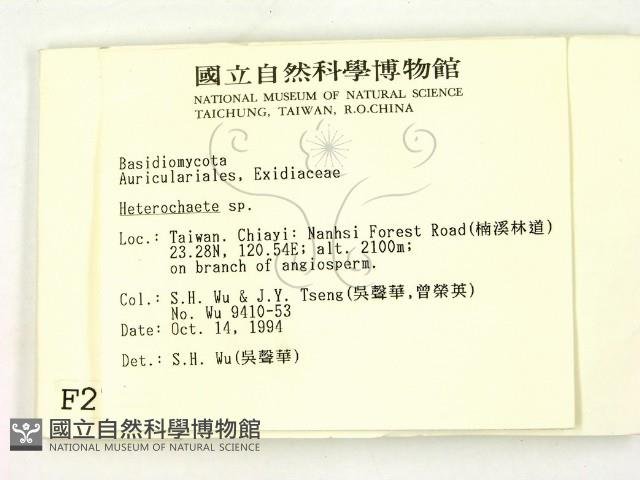 國立自然科學博物館
NATIONAL MUSEUM OF NATURAL SCIENCE
TAICHUNG, TAIWAN, R.O.CHINA
Basidiomycota
Auriculariales, Exidiaceae
Heterochaete sp.
Loc.: Taiwan. Chiayi: Nanhsi Forest Road(楠溪林道)
23.28N, 120.54E; alt. 2100m;
on branch of angiosperm.
Col.: S.H. Wu & J.Y. Tseng(吳聲華,曾榮英)
No. Wu 9410-53
Date: Oct. 14, 1994
Det.: S.H. Wu(吳聲華)
F2
國立自然科學博物館
NATIONAL MUSEUM OF NATURAL SCIENCE